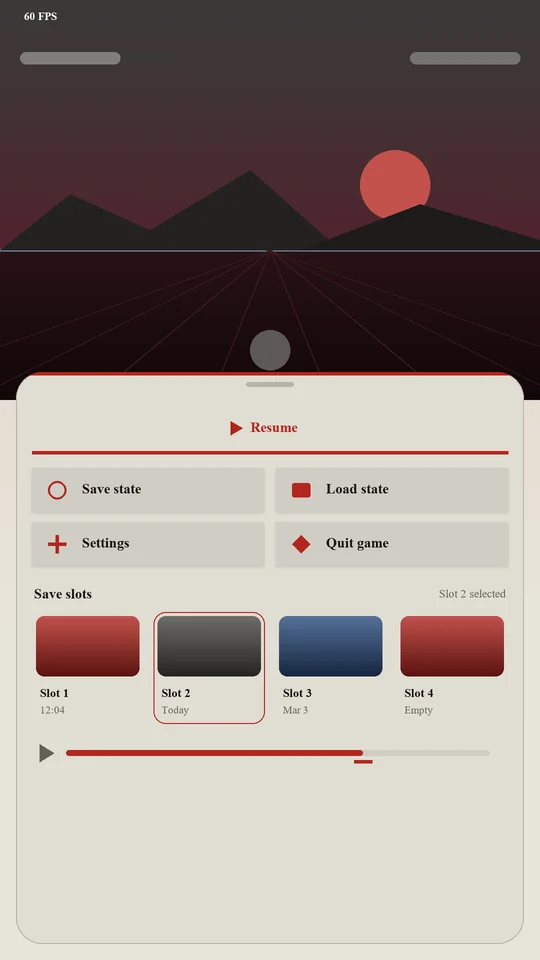 60 FPS
Resume
Save state
Load state
Settings
Quit game
Save slots
Slot 2 selected
Slot 1
12:04
Slot 2
Today
Slot 3
Mar 3
Slot 4
Empty